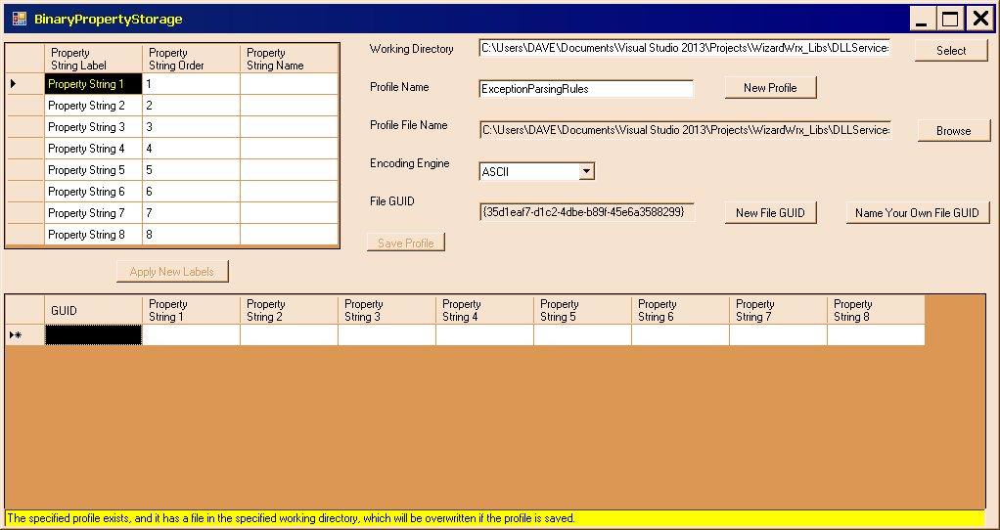 BinaryPropertyStorage
Property Property Property
String Label String Order String Name
Property String 1 1
Property String 2 2
Property String 3 3
Property String 4 4
Property String 5 5
Property String 6 6
Property String 7 7
Property String 8 8
Apply New Labels
Working Directory C:\Users\DAVE\Documents\Visual Studio 2013\Projects\WizardWrx_Libs\DLLService: Select
Profile Name ExceptionParsingRules New Profile
Profile File Name C:\Users\DAVE\Documents\Visual Studio 2013\Projects\WizardWrx_Libs\DLLService: Browse
Encoding Engine ASCII
File GUID {35d1eaf7-d1c2-4dbe-b89f-45e6a3588299} New File GUID Name Your Own File GUID
Save Profile
GUID Property Property Property Property Property Property Property Property
String 1 String 2 String 3 String 4 String 5 String 6 String 7 String 8
The specified profile exists, and it has a file in the specified working directory, which will be overwritten if the profile is saved.